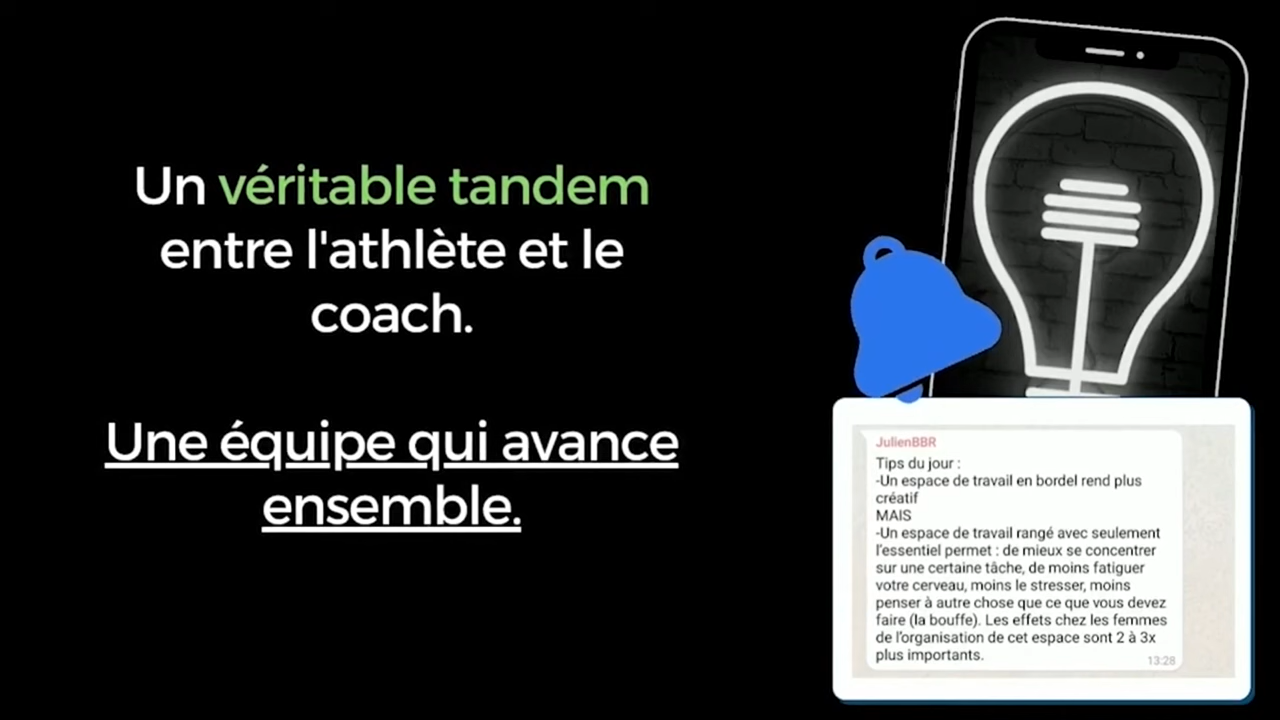 Un véritable tandem
entre l'athlète et le
coach.
Une équipe qui avance
ensemble.
JulienBBR
Tips du jour :
-Un espace de travail en bordel rend plus
créatif
MAIS
-Un espace de travail rangé avec seulement
l'essentiel permet : de mieux se concentrer
sur une certaine tâche, de moins fatiguer
votre cerveau, moins le stresser, moins
penser à autre chose que ce que vous devez
faire (la bouffe). Les effets chez les femmes
de l'organisation de cet espace sont 2 à 3x
plus importants.
13:28